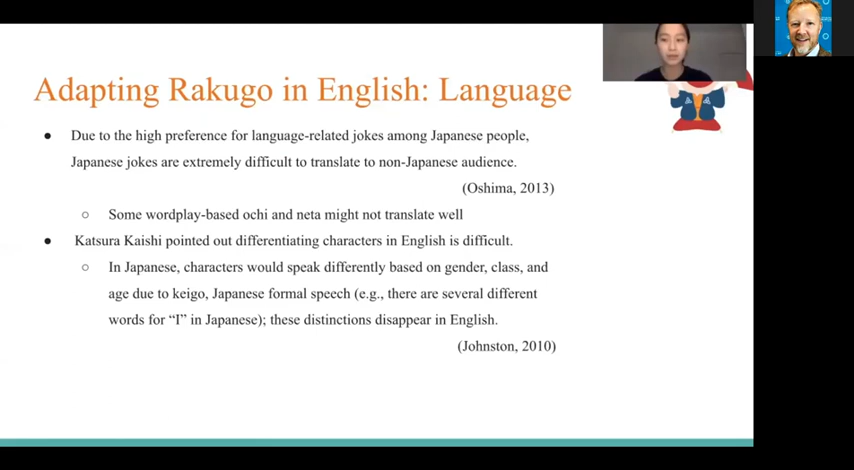 Adapting Rakugo in English: Language
● Due to the high preference for language-related jokes among Japanese people,
Japanese jokes are extremely difficult to translate to non-Japanese audience.
(Oshima, 2013)
○ Some wordplay-based ochi and neta might not translate well
● Katsura Kaishi pointed out differentiating characters in English is difficult.
○ In Japanese, characters would speak differently based on gender, class, and
age due to keigo, Japanese formal speech (e.g., there are several different
words for “I” in Japanese); these distinctions disappear in English.
(Johnston, 2010)